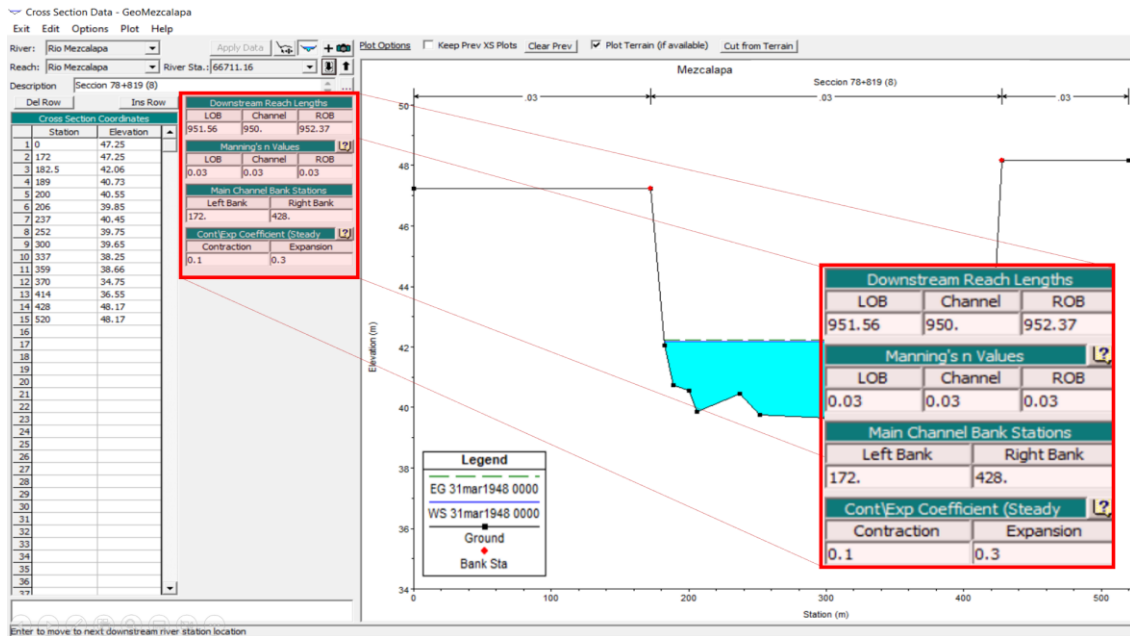 Cross Section Data - GeoMezcalapa
Exit Edit Options Plot Help
River: Rio Mezcalapa Apply Data Plot Options Keep Prev XS Plots Clear Prev Plot Terrain (if available) Cut from Terrain
Reach: Rio Mezcalapa River Sta.: 66711.16
Description Seccion 78+819 (8) ...
Del Row Ins Row
Cross Section Coordinates
Station Elevation
1 0 47.25
2 172 47.25
3 182.5 42.06
4 189 40.73
5 200 40.55
6 206 39.85
7 237 40.45
8 252 39.75
9 300 39.65
10 337 38.25
11 359 38.66
12 370 34.75
13 414 36.55
14 428 48.17
15 520 48.17
16
17
18
19
20
21
22
23
24
25
26
27
28
29
30
31
32
33
34
35
36
37
Downstream Reach Lengths
LOB Channel ROB
951.56 950. 952.37
Manning's n Values
LOB Channel ROB
0.03 0.03 0.03
Main Channel Bank Stations
Left Bank Right Bank
172. 428.
Cont\Exp Coefficient (Steady
Contraction Expansion
0.1 0.3
Mezcalapa
Seccion 78+819 (8)
.03 .03 .03
50
48
46
44
42
40
38
36
34
Elevation (m)
0 100 200 300 400 500
Station (m)
Legend
EG 31mar1948 0000
WS 31mar1948 0000
Ground
Bank Sta
Downstream Reach Lengths
LOB Channel ROB
951.56 950. 952.37
Manning's n Values
LOB Channel ROB
0.03 0.03 0.03
Main Channel Bank Stations
Left Bank Right Bank
172. 428.
Cont\Exp Coefficient (Steady
Contraction Expansion
0.1 0.3
Enter to move to next downstream river station location